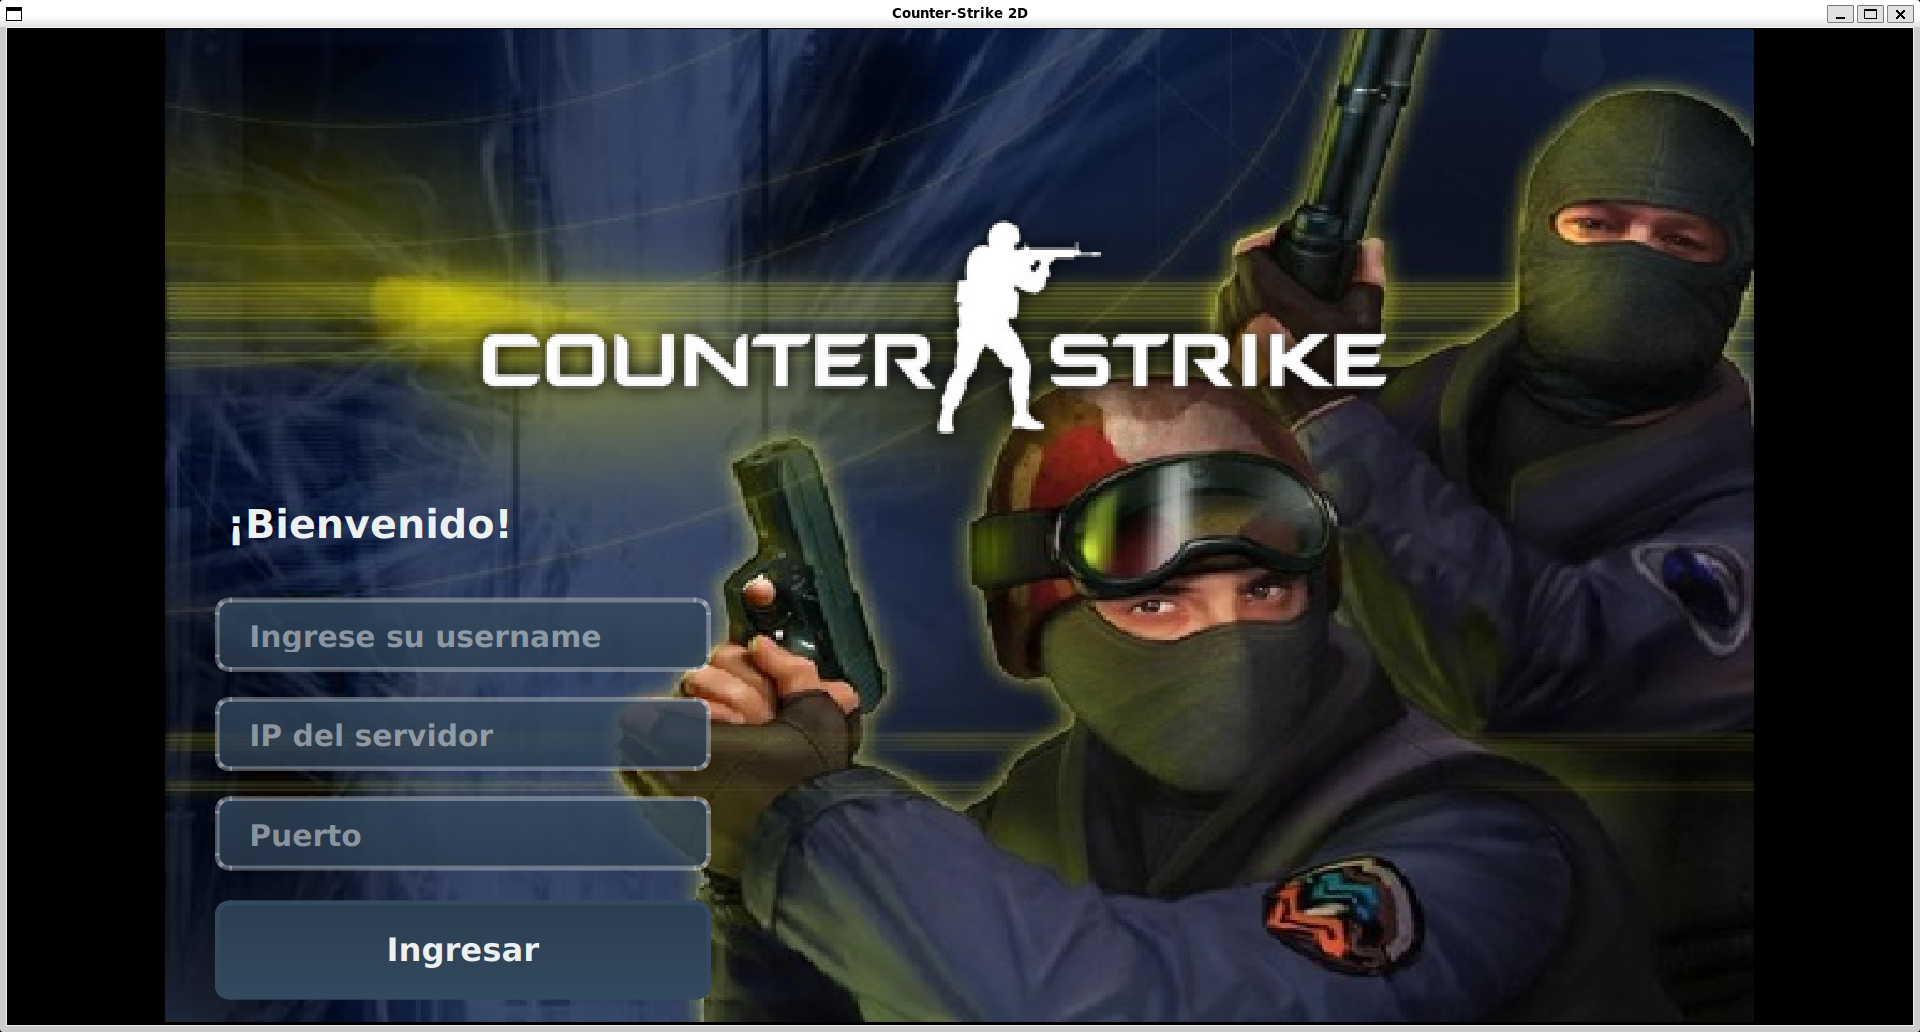 Counter-Strike 2D
COUNTER STRIKE
¡Bienvenido!
Ingrese su username
IP del servidor
Puerto
Ingresar